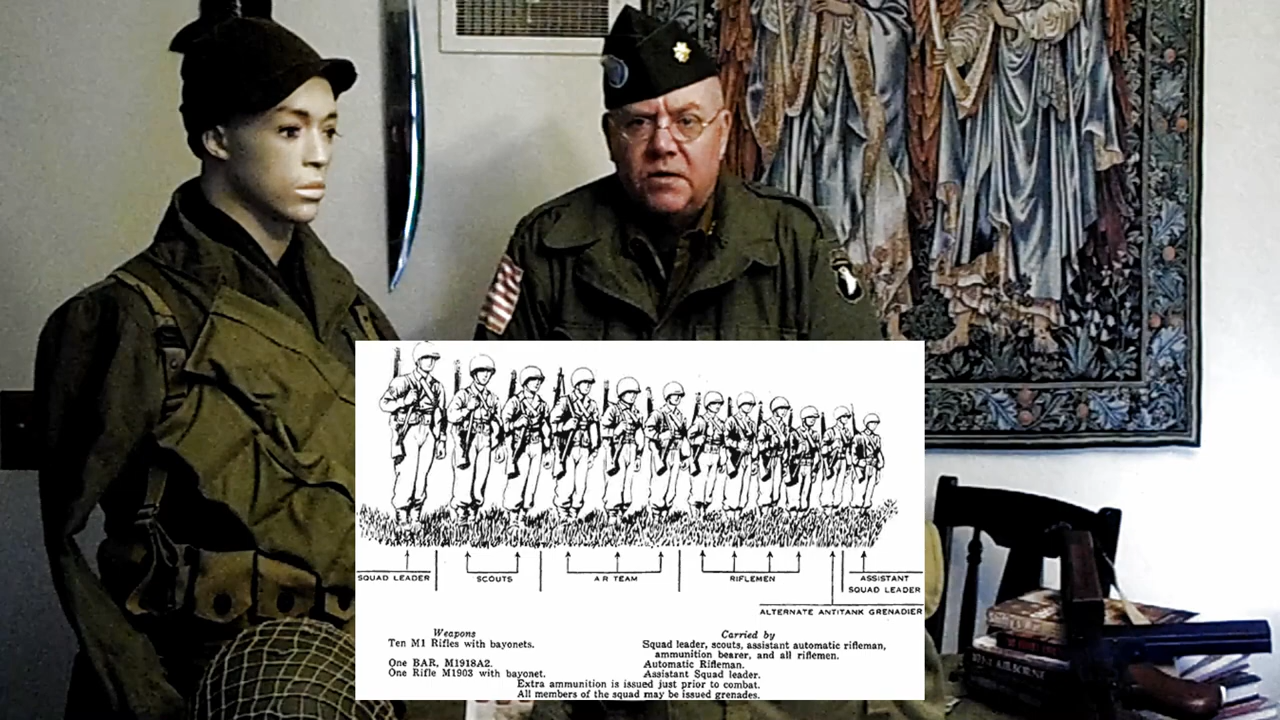 SQUAD LEADER SCOUTS AR TEAM RIFLEMEN ASSISTANT
SQUAD LEADER
ALTERNATE ANTITANK GRENADIER
Weapons Carried by
Ten M1 Rifles with bayonets. Squad leader, scouts, assistant automatic rifleman,
ammunition bearer, and all riflemen.
One BAR, M1918A2. Automatic Rifleman.
One Rifle M1903 with bayonet. Assistant Squad leader.
Extra ammunition is issued just prior to combat.
All members of the squad may be issued grenades.